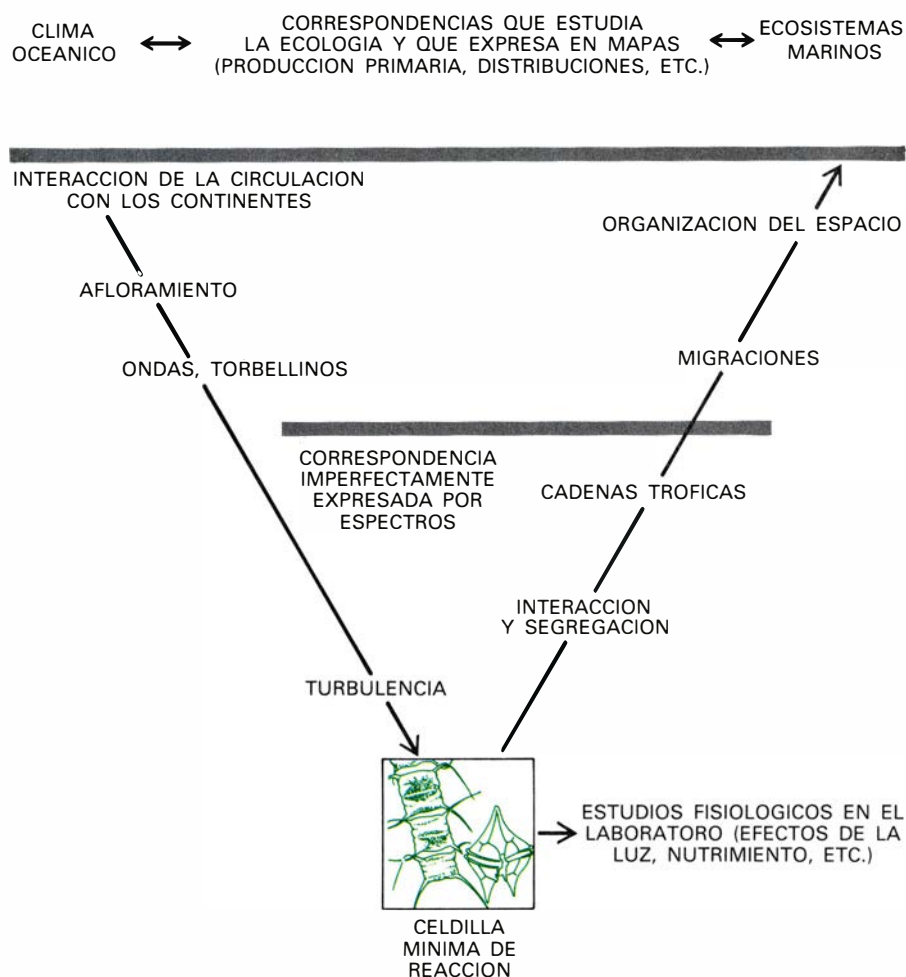 CLIMA
OCEANICO
CORRESPONDENCIAS QUE ESTUDIA
LA ECOLOGIA Y QUE EXPRESA EN MAPAS
(PRODUCCION PRIMARIA, DISTRIBUCIONES, ETC.)
ECOSISTEMAS
MARINOS
INTERACCION DE LA CIRCULACION
CON LOS CONTINENTES
ORGANIZACION DEL ESPACIO
AFLORAMIENTO
ONDAS, TORBELLINOS
MIGRACIONES
CORRESPONDENCIA
IMPERFECTAMENTE
EXPRESADA POR
ESPECTROS
CADENAS TROFICAS
INTERACCION
Y SEGREGACION
TURBULENCIA
ESTUDIOS FISIOLOGICOS EN EL
LABORATORO (EFECTOS DE LA
LUZ, NUTRIMIENTO, ETC.)
CELDILLA
MINIMA DE
REACCION